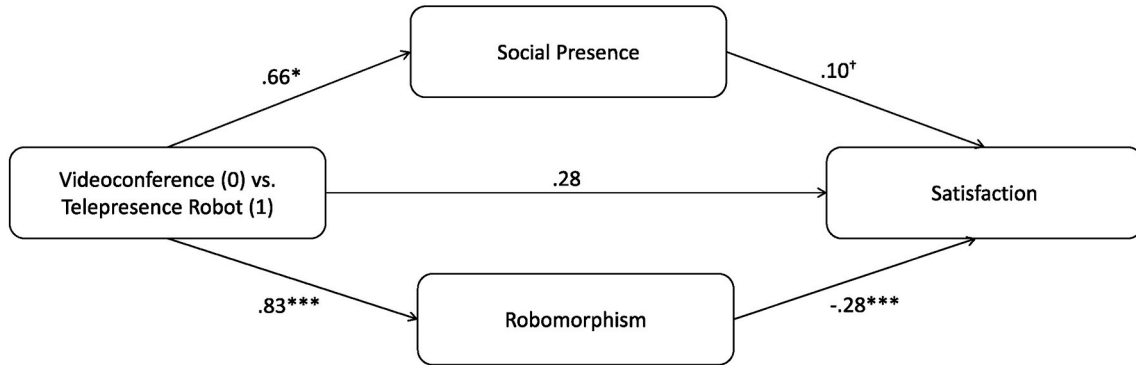 Social Presence
.66*
.10†
Videoconference (0) vs.
Telepresence Robot (1)
.28
Satisfaction
.83***
Robomorphism
-.28***